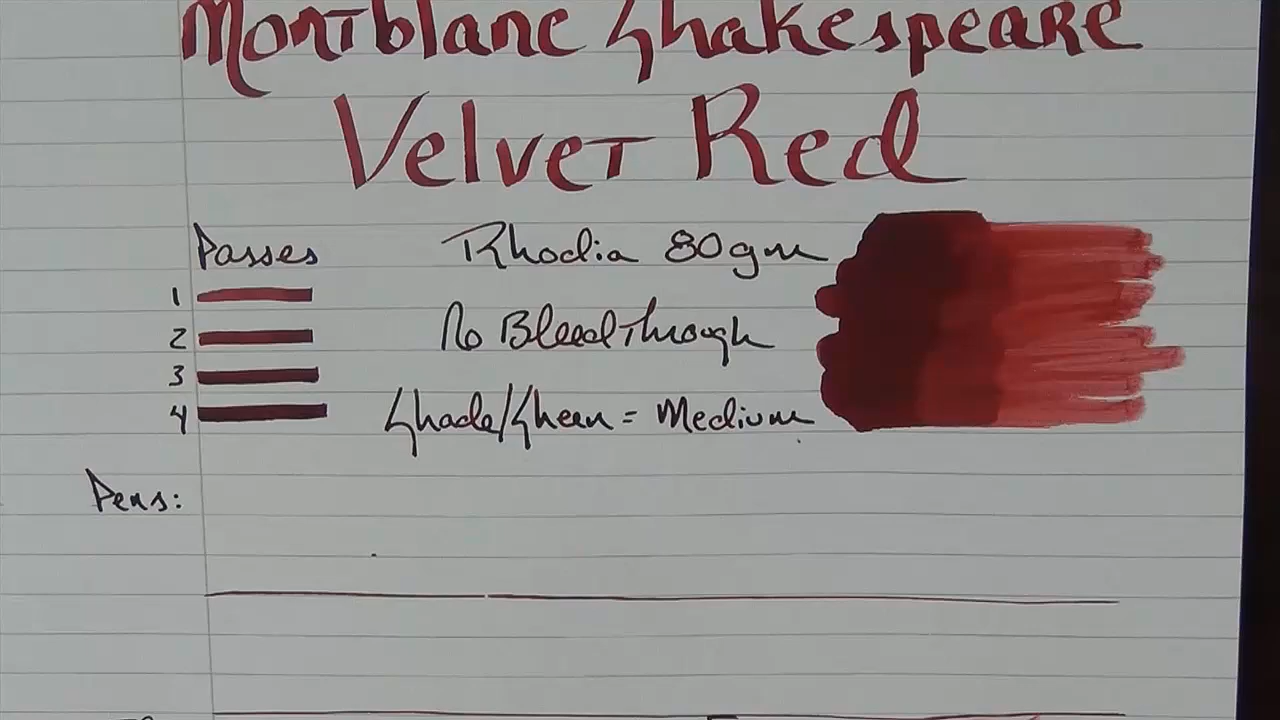 Montblanc Shakespeare
Velvet Red
Passes
1
2
3
4
Rhodia 80gm
No Bleedthrough
Shade/Sheen = Medium
Pens: